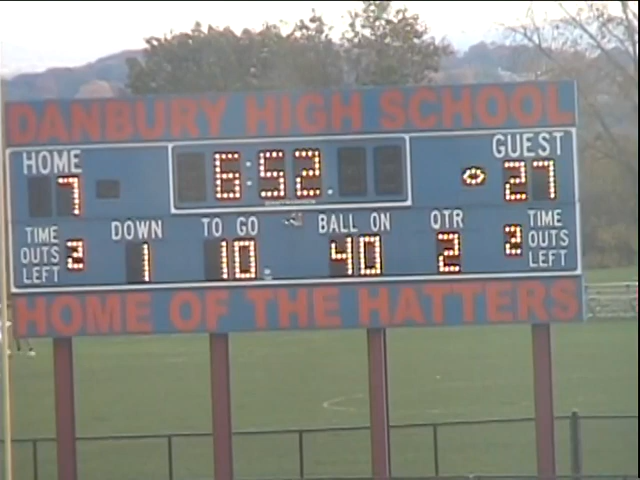 DANBURY HIGH SCHOOL
HOME 7 6:52 GUEST 27
TIME OUTS LEFT 2 DOWN 1 TO GO 10 BALL ON 40 QTR 2 2 TIME OUTS LEFT
HOME OF THE HATTERS